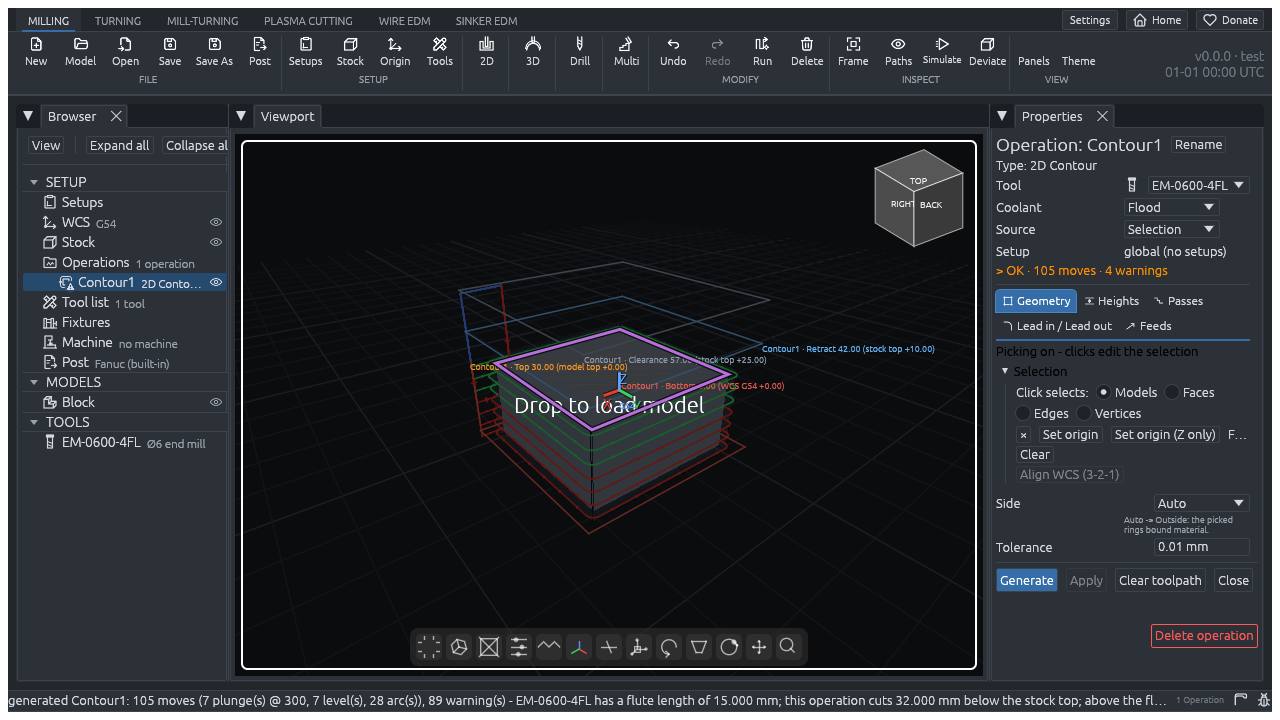 MILLING TURNING MILL-TURNING PLASMA CUTTING WIRE EDM SINKER EDM
Settings Home Donate
New Model Open Save Save As Post Setups Stock Origin Tools 2D 3D Drill Multi Undo Redo Run Delete Frame Paths Simulate Deviate Panels Theme
FILE SETUP MODIFY INSPECT VIEW
v0.0.0 · test
01-01 00:00 UTC
Browser
View Expand all Collapse al
SETUP
Setups
WCS G54
Stock
Operations 1 operation
Contour1 2D Conto...
Tool list 1 tool
Fixtures
Machine no machine
Post Fanuc (built-in)
MODELS
Block
TOOLS
EM-0600-4FL Ø6 end mill
Viewport
TOP
RIGHT BACK
Contour1 · Retract 42.00 (stock top +10.00)
Contour1 · Clearance 57.00 (stock top +25.00)
Contour1 · Top 30.00 (model top +0.00)
(WCS G54 +0.00)
Z
Drop to load model
Properties
Operation: Contour1 Rename
Type: 2D Contour
Tool EM-0600-4FL
Coolant Flood
Source Selection
Setup global (no setups)
> OK · 105 moves · 4 warnings
Geometry Heights Passes
Lead in / Lead out Feeds
Picking on - clicks edit the selection
Selection
Click selects: Models Faces
Edges Vertices
× Set origin Set origin (Z only) F...
Clear
Align WCS (3-2-1)
Side Auto
Auto -> Outside: the picked
rings bound material.
Tolerance 0.01 mm
Generate Apply Clear toolpath Close
Delete operation
generated Contour1: 105 moves (7 plunge(s) @ 300, 7 level(s), 28 arc(s)), 89 warning(s) - EM-0600-4FL has a flute length of 15.000 mm; this operation cuts 32.000 mm below the stock top; above the fl...
1 Operation